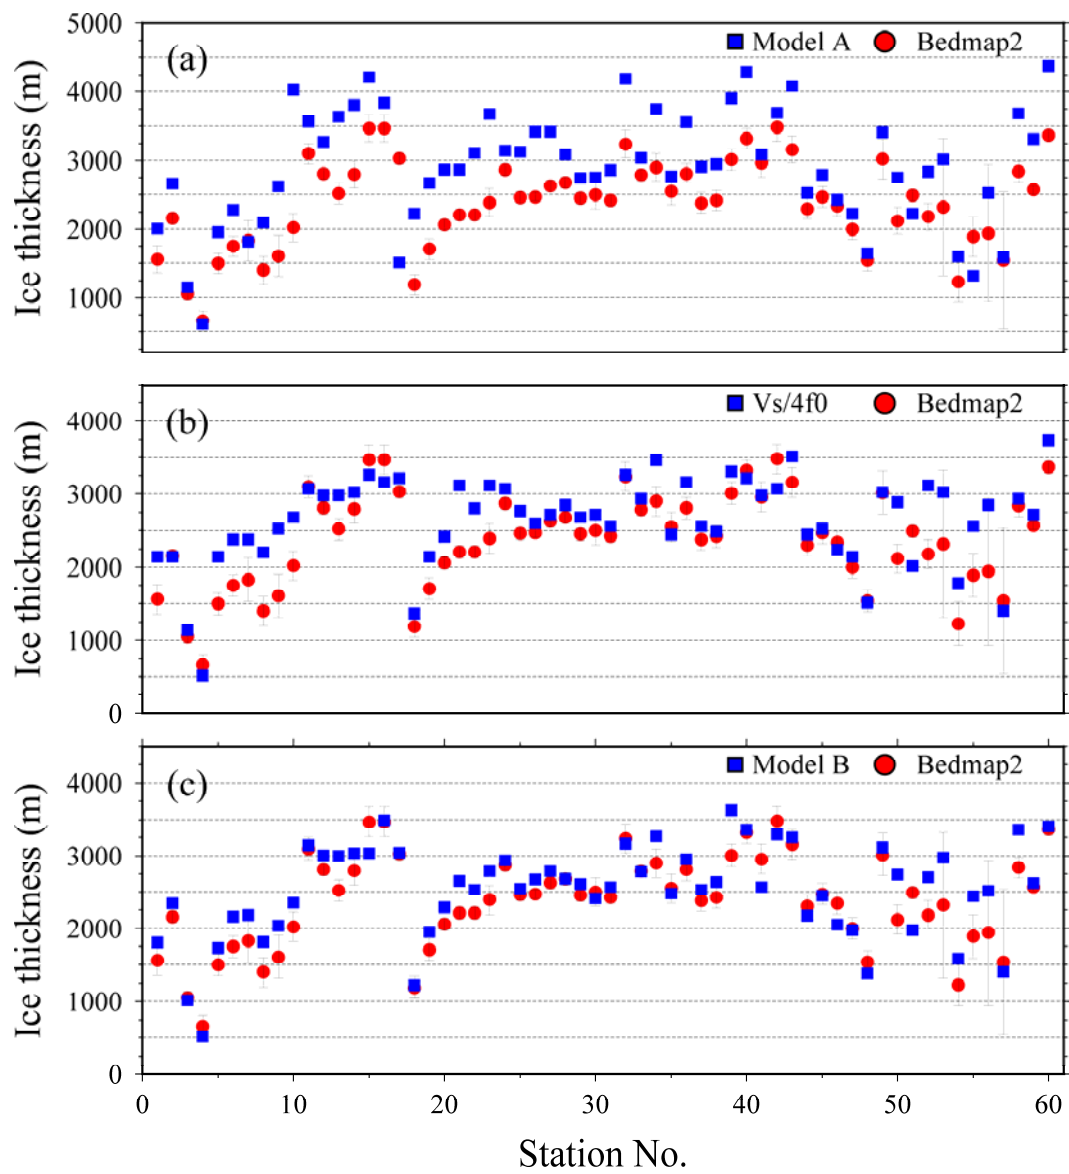 5000
(a)
Model A
Bedmap2
4000
3000
2000
1000
Ice thickness (m)
(b)
Vs/4f0
Bedmap2
4000
3000
2000
1000
0
Ice thickness (m)
(c)
Model B
Bedmap2
4000
3000
2000
1000
0
Ice thickness (m)
0 10 20 30 40 50 60
Station No.